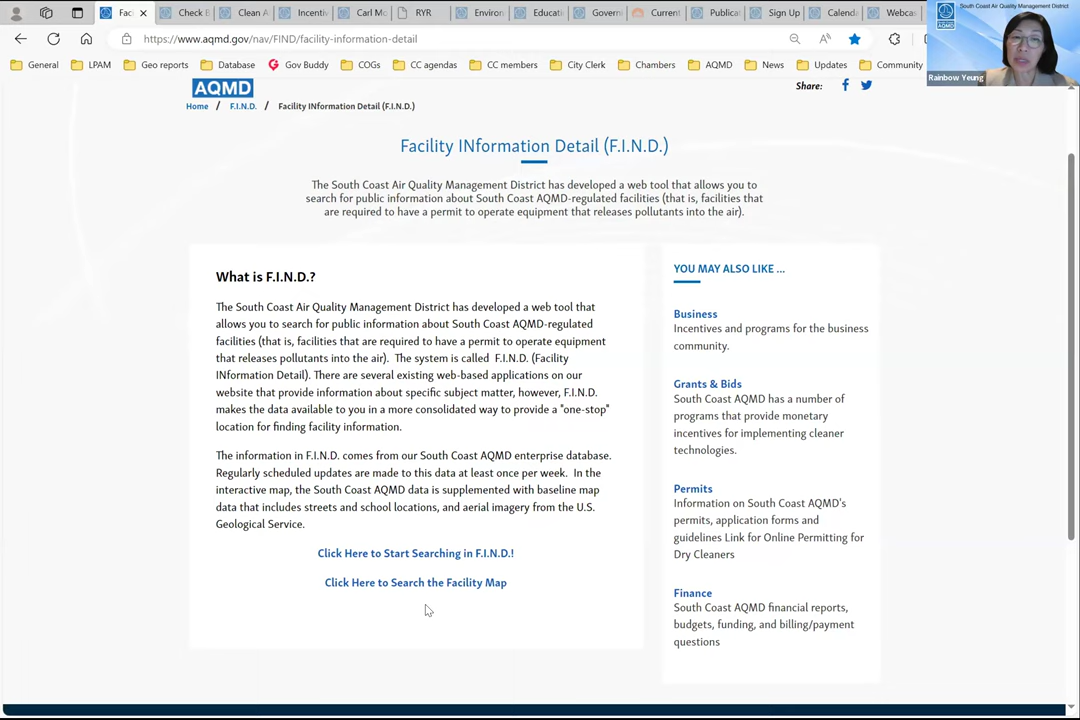 Fac
Check B
Clean A
Incentiv
Carl Mo
RYR
Environ
Educati
Govern
Current
Publicat
Sign Up
Calenda
Webcas
South Coast Air Quality Management District
AQMD
Rainbow Yeung
https://www.aqmd.gov/nav/FIND/facility-information-detail
General
LPAM
Geo reports
Database
Gov Buddy
COGs
CC agendas
CC members
City Clerk
Chambers
AQMD
News
Updates
Community
AQMD
Share:
Home / F.I.N.D. / Facility INformation Detail (F.I.N.D.)
Facility INformation Detail (F.I.N.D.)
The South Coast Air Quality Management District has developed a web tool that allows you to
search for public information about South Coast AQMD-regulated facilities (that is, facilities that
are required to have a permit to operate equipment that releases pollutants into the air).
What is F.I.N.D.?
The South Coast Air Quality Management District has developed a web tool that
allows you to search for public information about South Coast AQMD-regulated
facilities (that is, facilities that are required to have a permit to operate equipment
that releases pollutants into the air). The system is called F.I.N.D. (Facility
INformation Detail). There are several existing web-based applications on our
website that provide information about specific subject matter, however, F.I.N.D.
makes the data available to you in a more consolidated way to provide a "one-stop"
location for finding facility information.
The information in F.I.N.D. comes from our South Coast AQMD enterprise database.
Regularly scheduled updates are made to this data at least once per week. In the
interactive map, the South Coast AQMD data is supplemented with baseline map
data that includes streets and school locations, and aerial imagery from the U.S.
Geological Service.
Click Here to Start Searching in F.I.N.D.!
Click Here to Search the Facility Map
YOU MAY ALSO LIKE ...
Business
Incentives and programs for the business
community.
Grants & Bids
South Coast AQMD has a number of
programs that provide monetary
incentives for implementing cleaner
technologies.
Permits
Information on South Coast AQMD's
permits, application forms and
guidelines Link for Online Permitting for
Dry Cleaners
Finance
South Coast AQMD financial reports,
budgets, funding, and billing/payment
questions